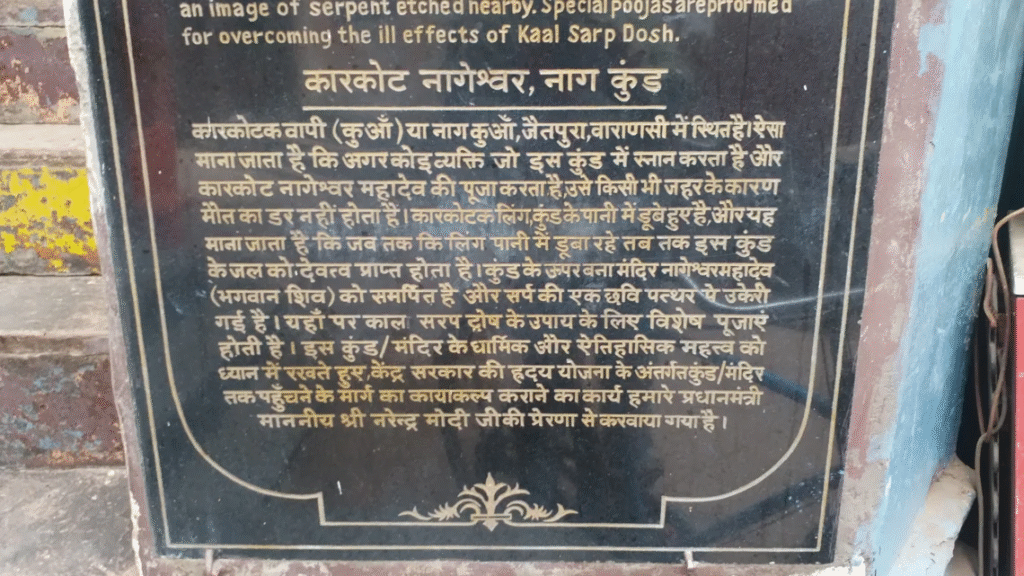 an image of serpent etched nearby. Special poojas are prformed
for overcoming the ill effects of Kaal Sarp Dosh.
कारकोट नागेश्वर, नाग कुंड
कारकोटक वापी (कुआँ) या नाग कुआँ, जैतपुरा, वाराणसी में स्थित है। ऐसा
माना जाता है कि अगर कोइ व्यक्ति जो इस कुंड में स्नान करता है और
कारकोट नागेश्वर महादेव की पूजा करता है, उसे किसी भी जहर के कारण
मौत का डर नहीं होता है। कारकोटक लिंग, कुंड के पानी में डूबे हुए है, और यह
माना जाता है कि जब तक कि लिंग पानी में डूबा रहे तब तक इस कुंड
के जल को देवत्व प्राप्त होता है। कुंड के ऊपर बना मंदिर नागेश्वर महादेव
(भगवान शिव) को समर्पित है और सर्प की एक छवि पत्थर पे उकेरी
गई है। यहाँ पर काला सरप दोष के उपाय के लिए विशेष पूजाएं
होती है। इस कुंड/मंदिर के धार्मिक और ऐतिहासिक महत्त्व को
ध्यान में रखते हुए, केंद्र सरकार की हृदय योजना के अंतर्गत कुंड/मंदिर
तक पहुँचने के मार्ग का कायाकल्प कराने का कार्य हमारे प्रधानमंत्री
माननीय श्री नरेन्द्र मोदी जी की प्रेरणा से करवाया गया है।